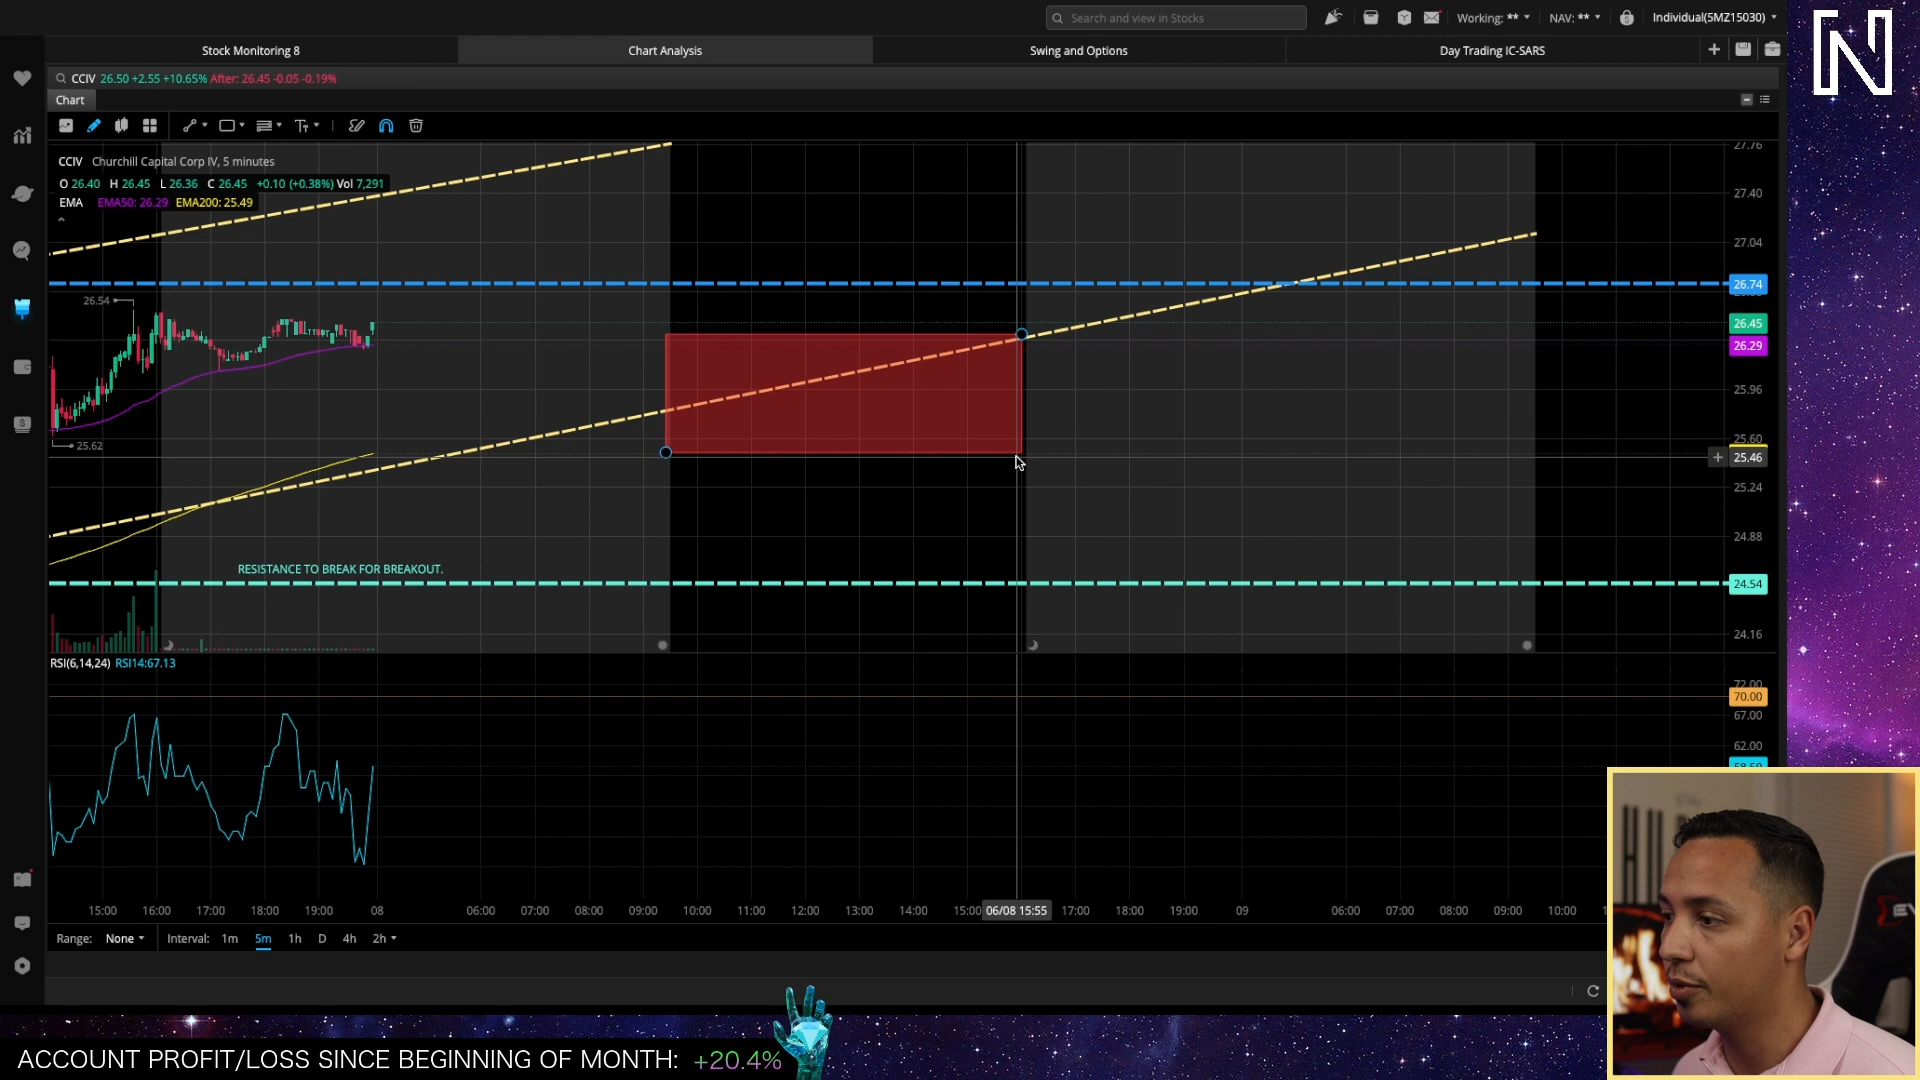 Search and view in Stocks
Working: **
NAV: **
Individual(5MZ15030)
Stock Monitoring 8
Chart Analysis
Swing and Options
Day Trading IC-SARS
CCIV 26.50 +2.55 +10.65% After: 26.45 -0.05 -0.19%
Chart
CCIV Churchill Capital Corp IV, 5 minutes
O 26.40 H 26.45 L 26.36 C 26.45 +0.10 (+0.38%) Vol 7,291
EMA EMA50: 26.29 EMA200: 25.49
27.76
27.40
27.04
26.74
26.54
26.45
26.29
25.96
25.60
25.62
25.46
25.24
24.88
RESISTANCE TO BREAK FOR BREAKOUT.
24.54
24.16
RSI(6,14,24) RSI14:67.13
72.00
70.00
67.00
62.00
15:00 16:00 17:00 18:00 19:00 08 06:00 07:00 08:00 09:00 10:00 11:00 12:00 13:00 14:00 15:00 06/08 15:55 17:00 18:00 19:00 09 06:00 07:00 08:00 09:00 10:00
Range: None Interval: 1m 5m 1h D 4h 2h
ACCOUNT PROFIT/LOSS SINCE BEGINNING OF MONTH: +20.4%